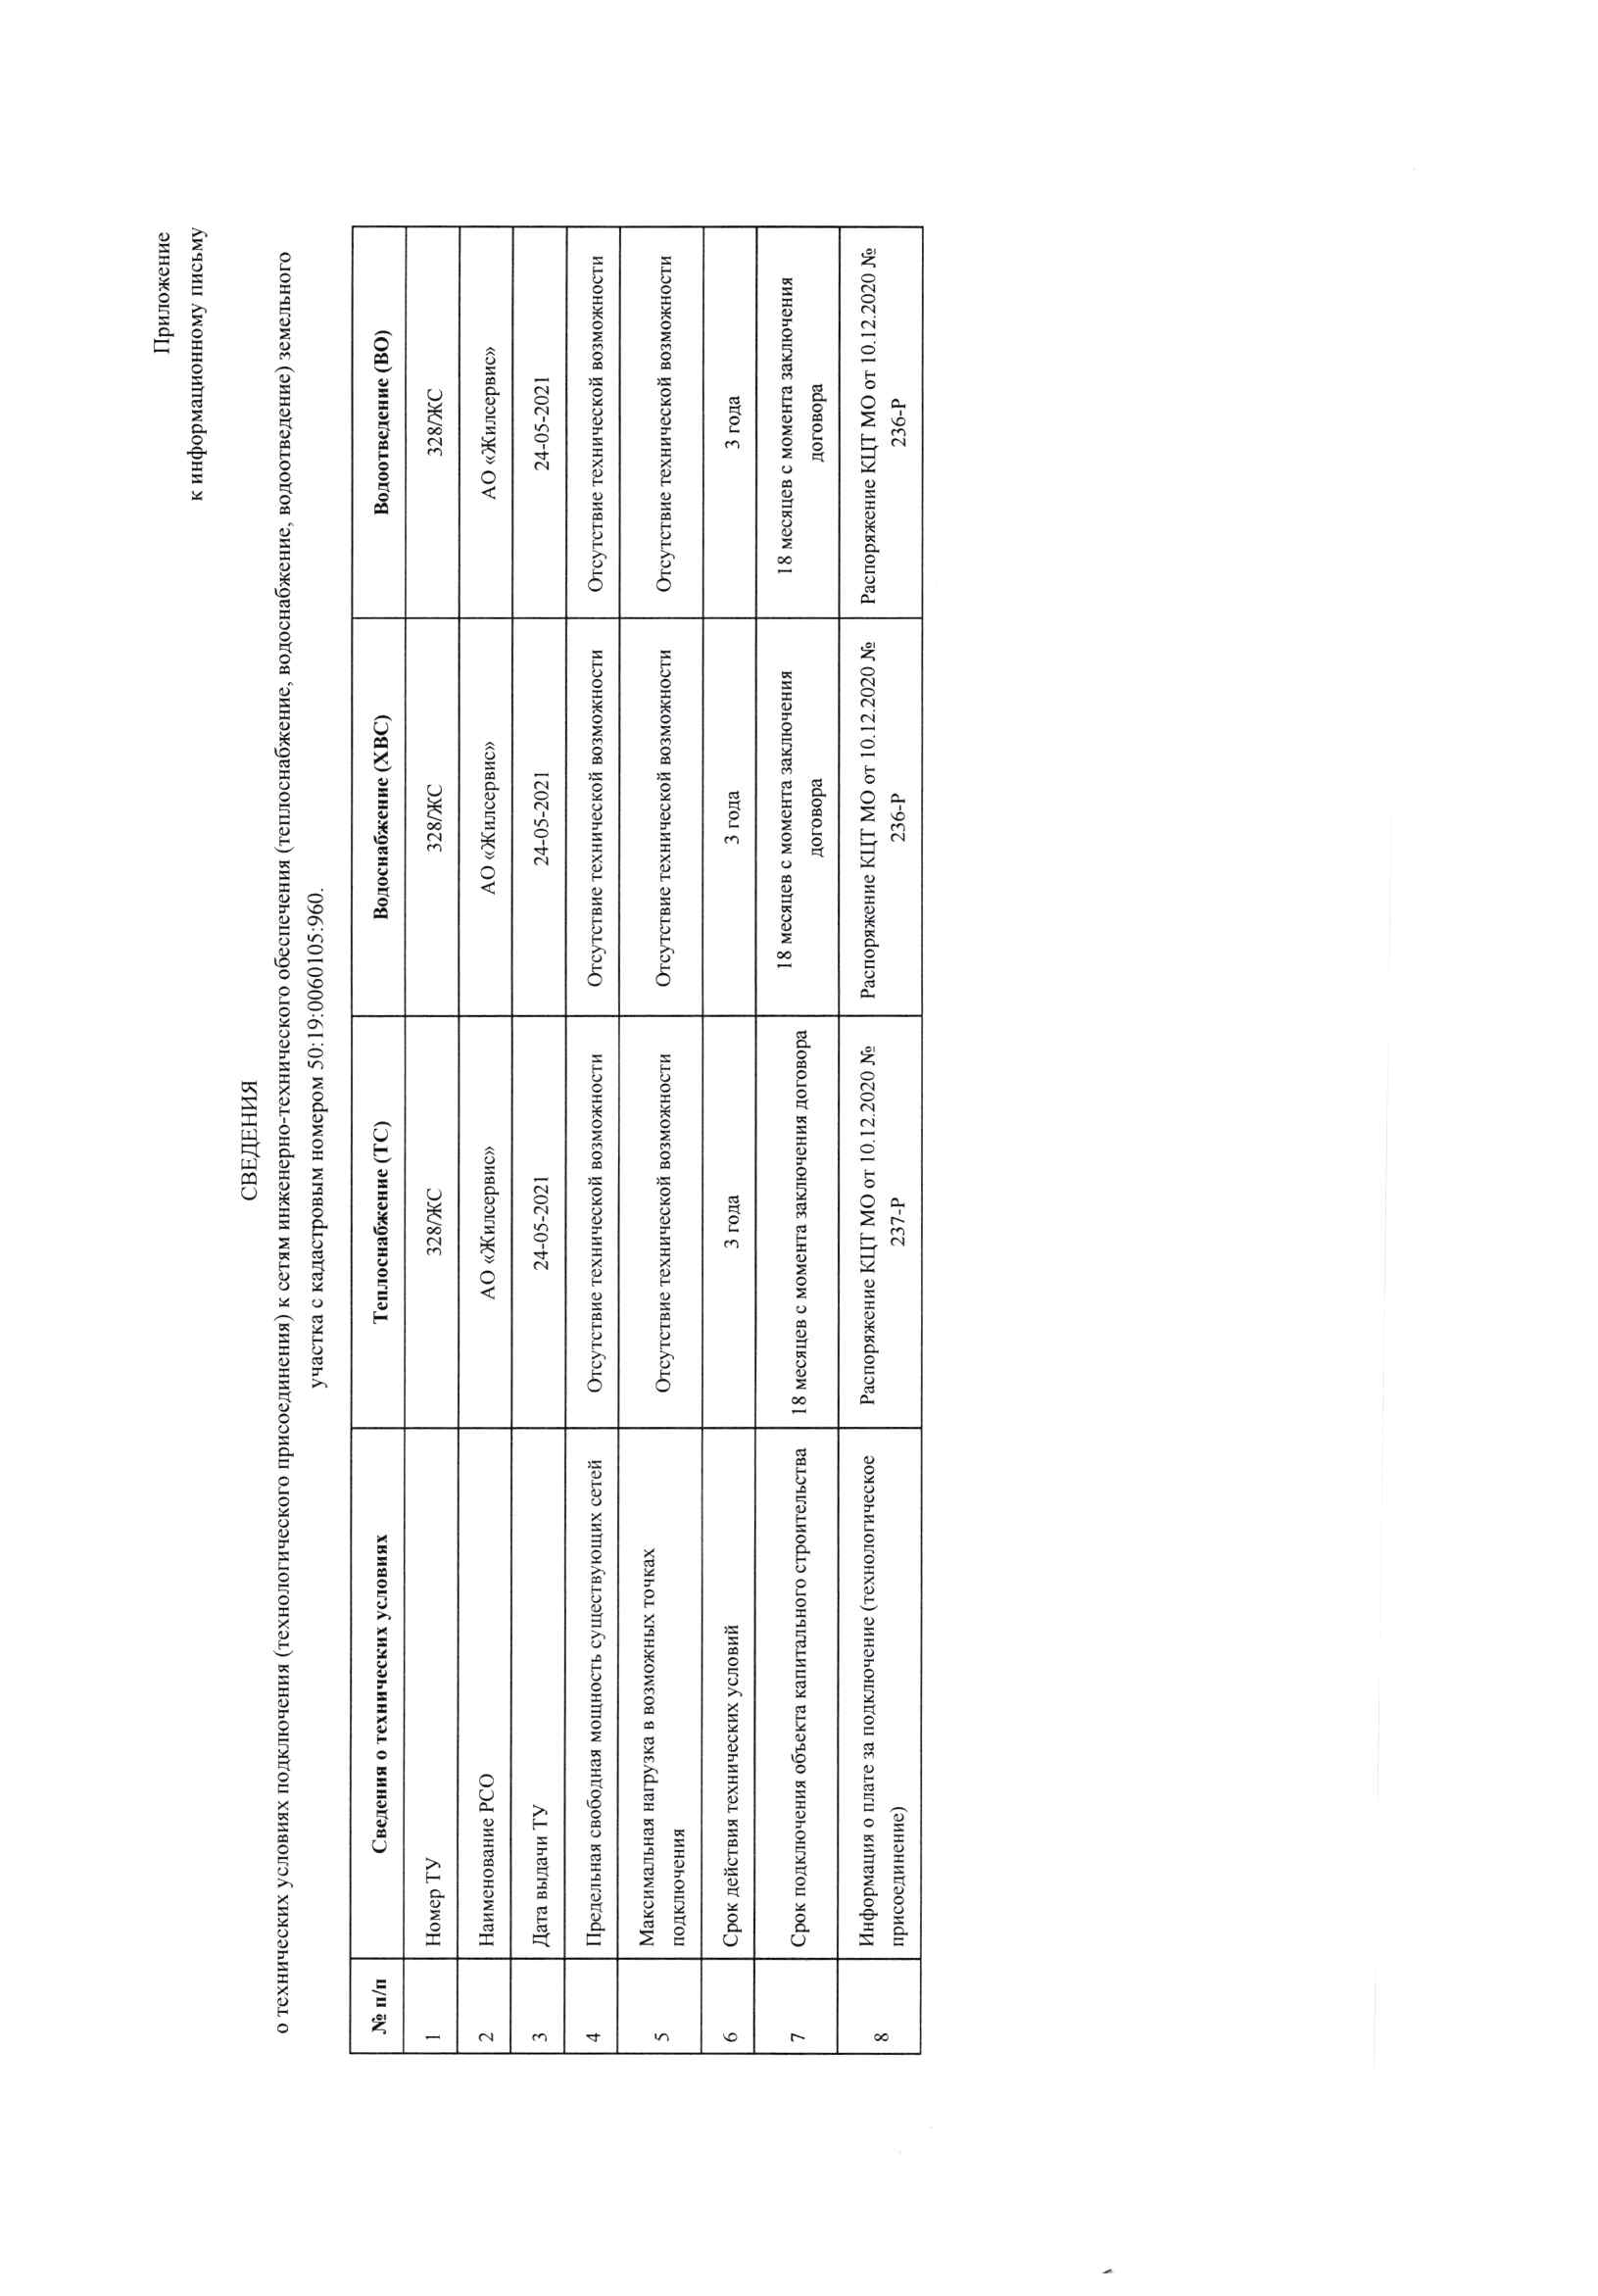 Приложение
к информационному письму
СВЕДЕНИЯ
о технических условиях подключения (технологического присоединения) к сетям инженерно-технического обеспечения (теплоснабжение, водоснабжение, водоотведение) земельного
участка с кадастровым номером 50:19:0060105:960.
№ п/п Сведения о технических условиях Теплоснабжение (ТС) Водоснабжение (ХВС) Водоотведение (ВО)
1 Номер ТУ 328/ЖС 328/ЖС 328/ЖС
2 Наименование РСО АО «Жилсервис» АО «Жилсервис» АО «Жилсервис»
3 Дата выдачи ТУ 24-05-2021 24-05-2021 24-05-2021
4 Предельная свободная мощность существующих сетей Отсутствие технической возможности Отсутствие технической возможности Отсутствие технической возможности
5 Максимальная нагрузка в возможных точках
подключения Отсутствие технической возможности Отсутствие технической возможности Отсутствие технической возможности
6 Срок действия технических условий 3 года 3 года 3 года
7 Срок подключения объекта капитального строительства 18 месяцев с момента заключения договора 18 месяцев с момента заключения 18 месяцев с момента заключения
договора договора
8 Информация о плате за подключение (технологическое Распоряжение КЦТ МО от 10.12.2020 № Распоряжение КЦТ МО от 10.12.2020 № Распоряжение КЦТ МО от 10.12.2020 №
присоединение) 237-Р 236-Р 236-Р